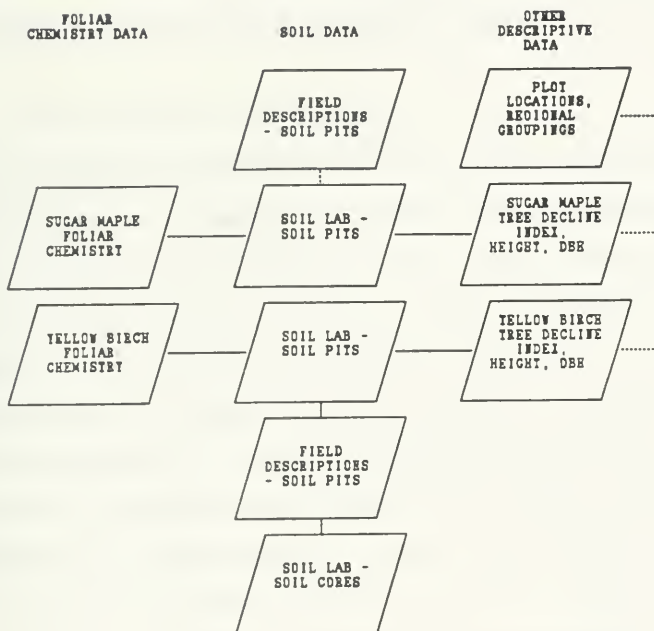 FOLIAR
CHEMISTRY DATA
SOIL DATA
OTHER
DESCRIPTIVE
DATA
FIELD
DESCRIPTIONS
- SOIL PITS
PLOT
LOCATIONS,
REGIONAL
GROUPINGS
SUGAR MAPLE
FOLIAR
CHEMISTRY
SOIL LAB -
SOIL PITS
SUGAR MAPLE
TREE DECLINE
INDEX,
HEIGHT, DBH
YELLOW BIRCH
FOLIAR
CHEMISTRY
SOIL LAB -
SOIL PITS
YELLOW BIRCH
TREE DECLINE
INDEX,
HEIGHT, DBH
FIELD
DESCRIPTIONS
- SOIL PITS
SOIL LAB -
SOIL CORES